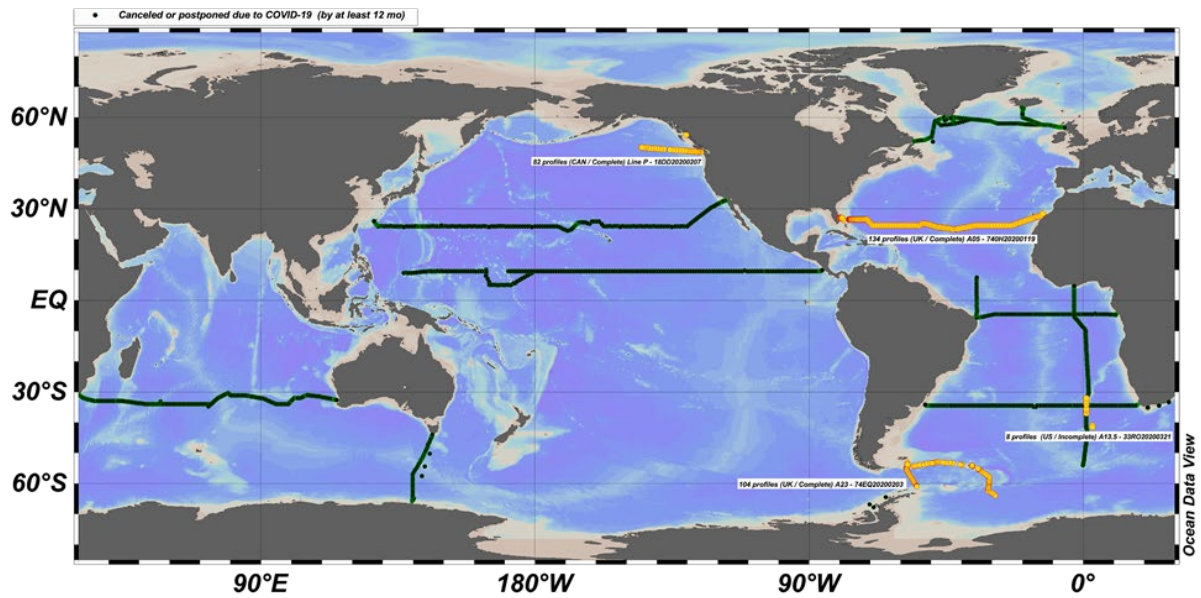 Canceled or postponed due to COVID-19 (by at least 12 mo)
60°N
82 profiles (CAN / Complete) Line P - 18DD20200207
30°N
134 profiles (UK / Complete) A05 - 740H20200119
EQ
30°S
8 profiles (US / Incomplete) A13.5 - 33RO20200321
60°S
104 profiles (UK / Complete) A23 - 74EQ20200203
Ocean Data View
90°E
180°W
90°W
0°